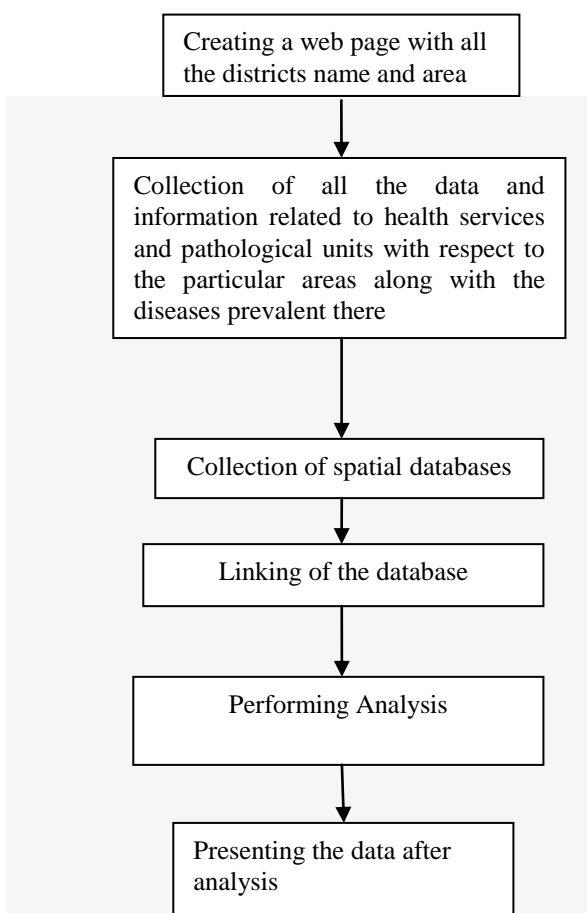 Creating a web page with all
the districts name and area
Collection of all the data and
information related to health services
and pathological units with respect to
the particular areas along with the
diseases prevalent there
Collection of spatial databases
Linking of the database
Performing Analysis
Presenting the data after
analysis